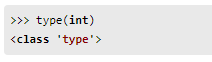 >>> type(int)
<class 'type'>